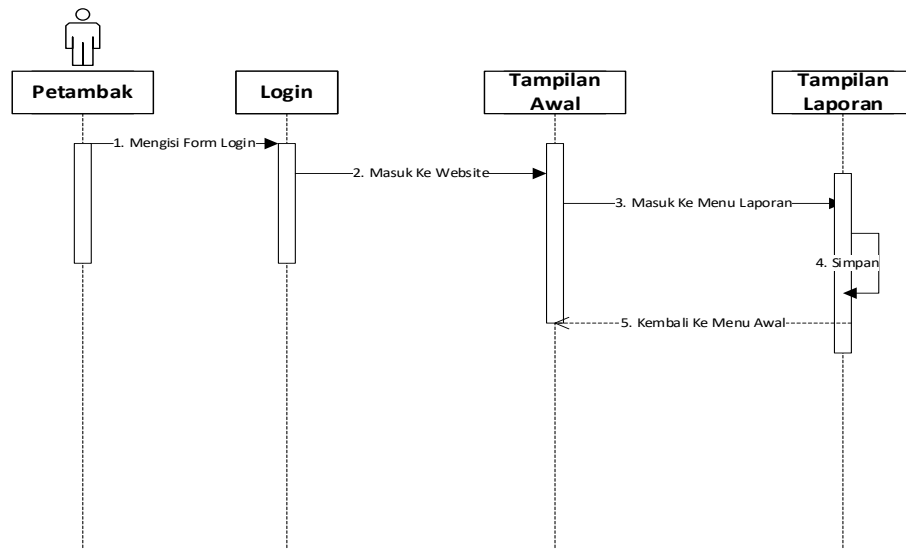 Petambak
Login
Tampilan
Awal
Tampilan
Laporan
1. Mengisi Form Login
2. Masuk Ke Website
3. Masuk Ke Menu Laporan
4. Simpan
5. Kembali Ke Menu Awal